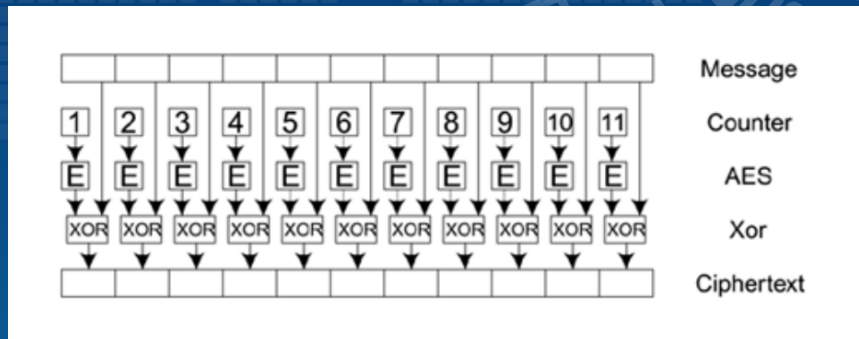 Message
1 2 3 4 5 6 7 8 9 10 11 Counter
E E E E E E E E E E E AES
XOR XOR XOR XOR XOR XOR XOR XOR XOR XOR XOR Xor
Ciphertext